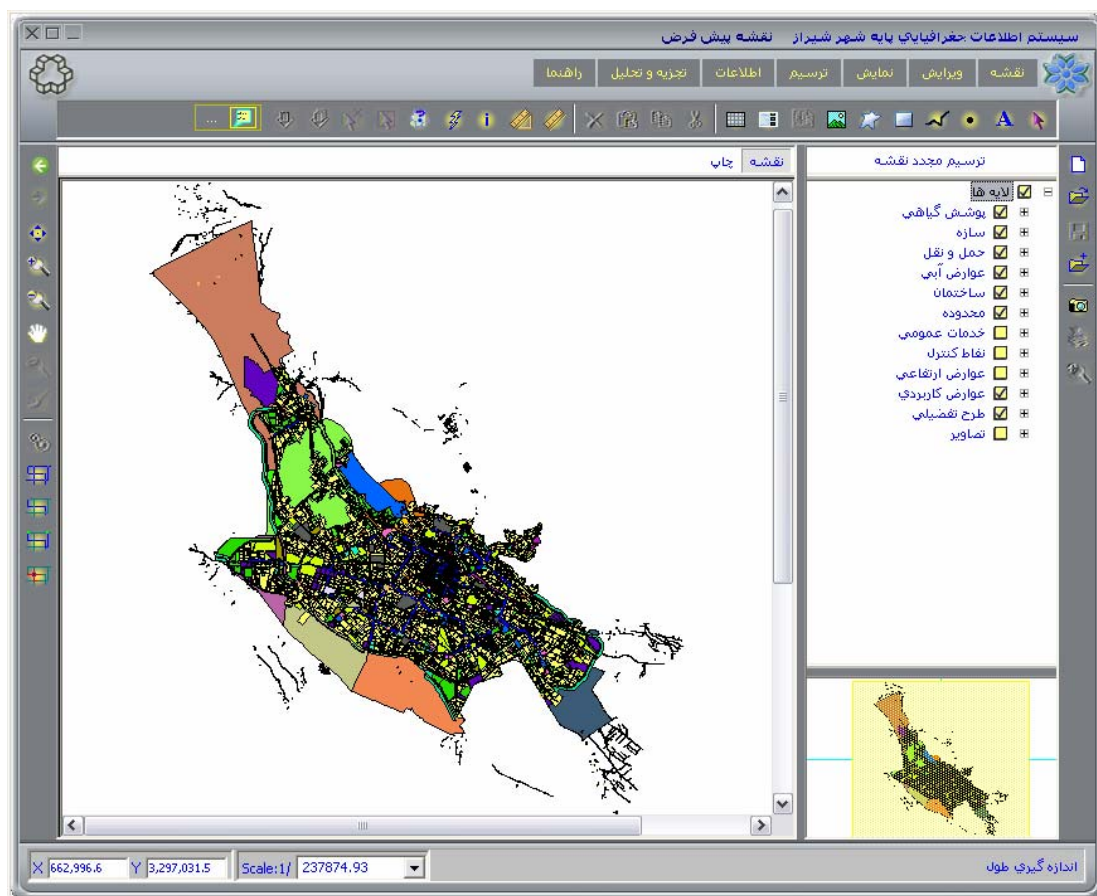 سيستم اطلاعات جغرافيايي پايه شهر شيراز نقشه پيش فرض
نقشه ويرايش نمايش ترسيم اطلاعات تجزيه و تحليل راهنما
...
ترسيم مجدد نقشه
نقشه چاپ
لايه ها
پوشش گياهي
سازه
حمل و نقل
عوارض آبي
ساختمان
محدوده
خدمات عمومي
نقاط کنترل
عوارض ارتفاعي
عوارض کاربردي
طرح تفضيلي
تصاوير
X 662,996.6 Y 3,297,031.5 Scale:1/ 237874.93
اندازه گيري طول